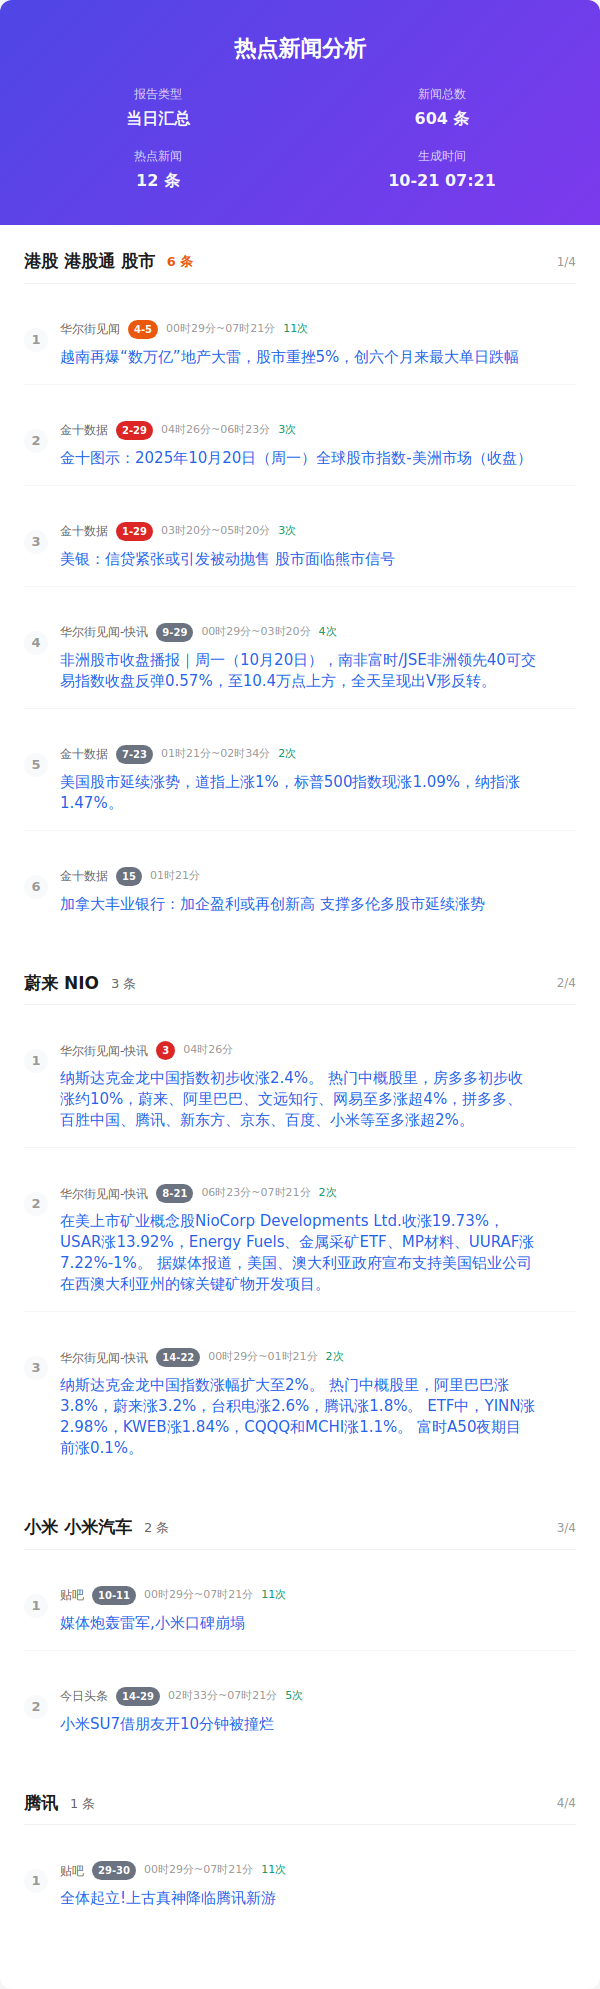 热点新闻分析
报告类型
新闻总数
当日汇总
604 条
热点新闻
生成时间
12 条
10-21 07:21
港股 港股通 股市 6 条 1/4
1 华尔街见闻 4-5 00时29分~07时21分 11次
越南再爆“数万亿”地产大雷，股市重挫5%，创六个月来最大单日跌幅
2 金十数据 2-29 04时26分~06时23分 3次
金十图示：2025年10月20日（周一）全球股市指数-美洲市场（收盘）
3 金十数据 1-29 03时20分~05时20分 3次
美银：信贷紧张或引发被动抛售 股市面临熊市信号
4 华尔街见闻-快讯 9-29 00时29分~03时20分 4次
非洲股市收盘播报｜周一（10月20日），南非富时/JSE非洲领先40可交
易指数收盘反弹0.57%，至10.4万点上方，全天呈现出V形反转。
5 金十数据 7-23 01时21分~02时34分 2次
美国股市延续涨势，道指上涨1%，标普500指数现涨1.09%，纳指涨
1.47%。
6 金十数据 15 01时21分
加拿大丰业银行：加企盈利或再创新高 支撑多伦多股市延续涨势
蔚来 NIO 3 条 2/4
1 华尔街见闻-快讯 3 04时26分
纳斯达克金龙中国指数初步收涨2.4%。 热门中概股里，房多多初步收
涨约10%，蔚来、阿里巴巴、文远知行、网易至多涨超4%，拼多多、
百胜中国、腾讯、新东方、京东、百度、小米等至多涨超2%。
2 华尔街见闻-快讯 8-21 06时23分~07时21分 2次
在美上市矿业概念股NioCorp Developments Ltd.收涨19.73%，
USAR涨13.92%，Energy Fuels、金属采矿ETF、MP材料、UURAF涨
7.22%-1%。 据媒体报道，美国、澳大利亚政府宣布支持美国铝业公司
在西澳大利亚州的镓关键矿物开发项目。
3 华尔街见闻-快讯 14-22 00时29分~01时21分 2次
纳斯达克金龙中国指数涨幅扩大至2%。 热门中概股里，阿里巴巴涨
3.8%，蔚来涨3.2%，台积电涨2.6%，腾讯涨1.8%。 ETF中，YINN涨
2.98%，KWEB涨1.84%，CQQQ和MCHI涨1.1%。 富时A50夜期目
前涨0.1%。
小米 小米汽车 2 条 3/4
1 贴吧 10-11 00时29分~07时21分 11次
媒体炮轰雷军,小米口碑崩塌
2 今日头条 14-29 02时33分~07时21分 5次
小米SU7借朋友开10分钟被撞烂
腾讯 1 条 4/4
1 贴吧 29-30 00时29分~07时21分 11次
全体起立!上古真神降临腾讯新游